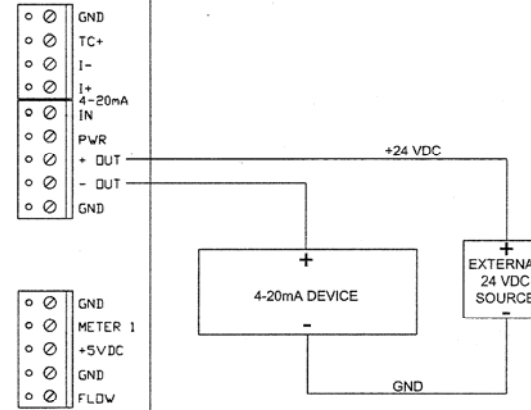 GND
TC+
I-
I+
4-20mA
IN
PWR
+ OUT
- OUT
GND
+24 VDC
+
4-20mA DEVICE
-
+
EXTERNA
24 VDC
SOURCE
-
GND
GND
METER 1
+5VDC
GND
FLOW